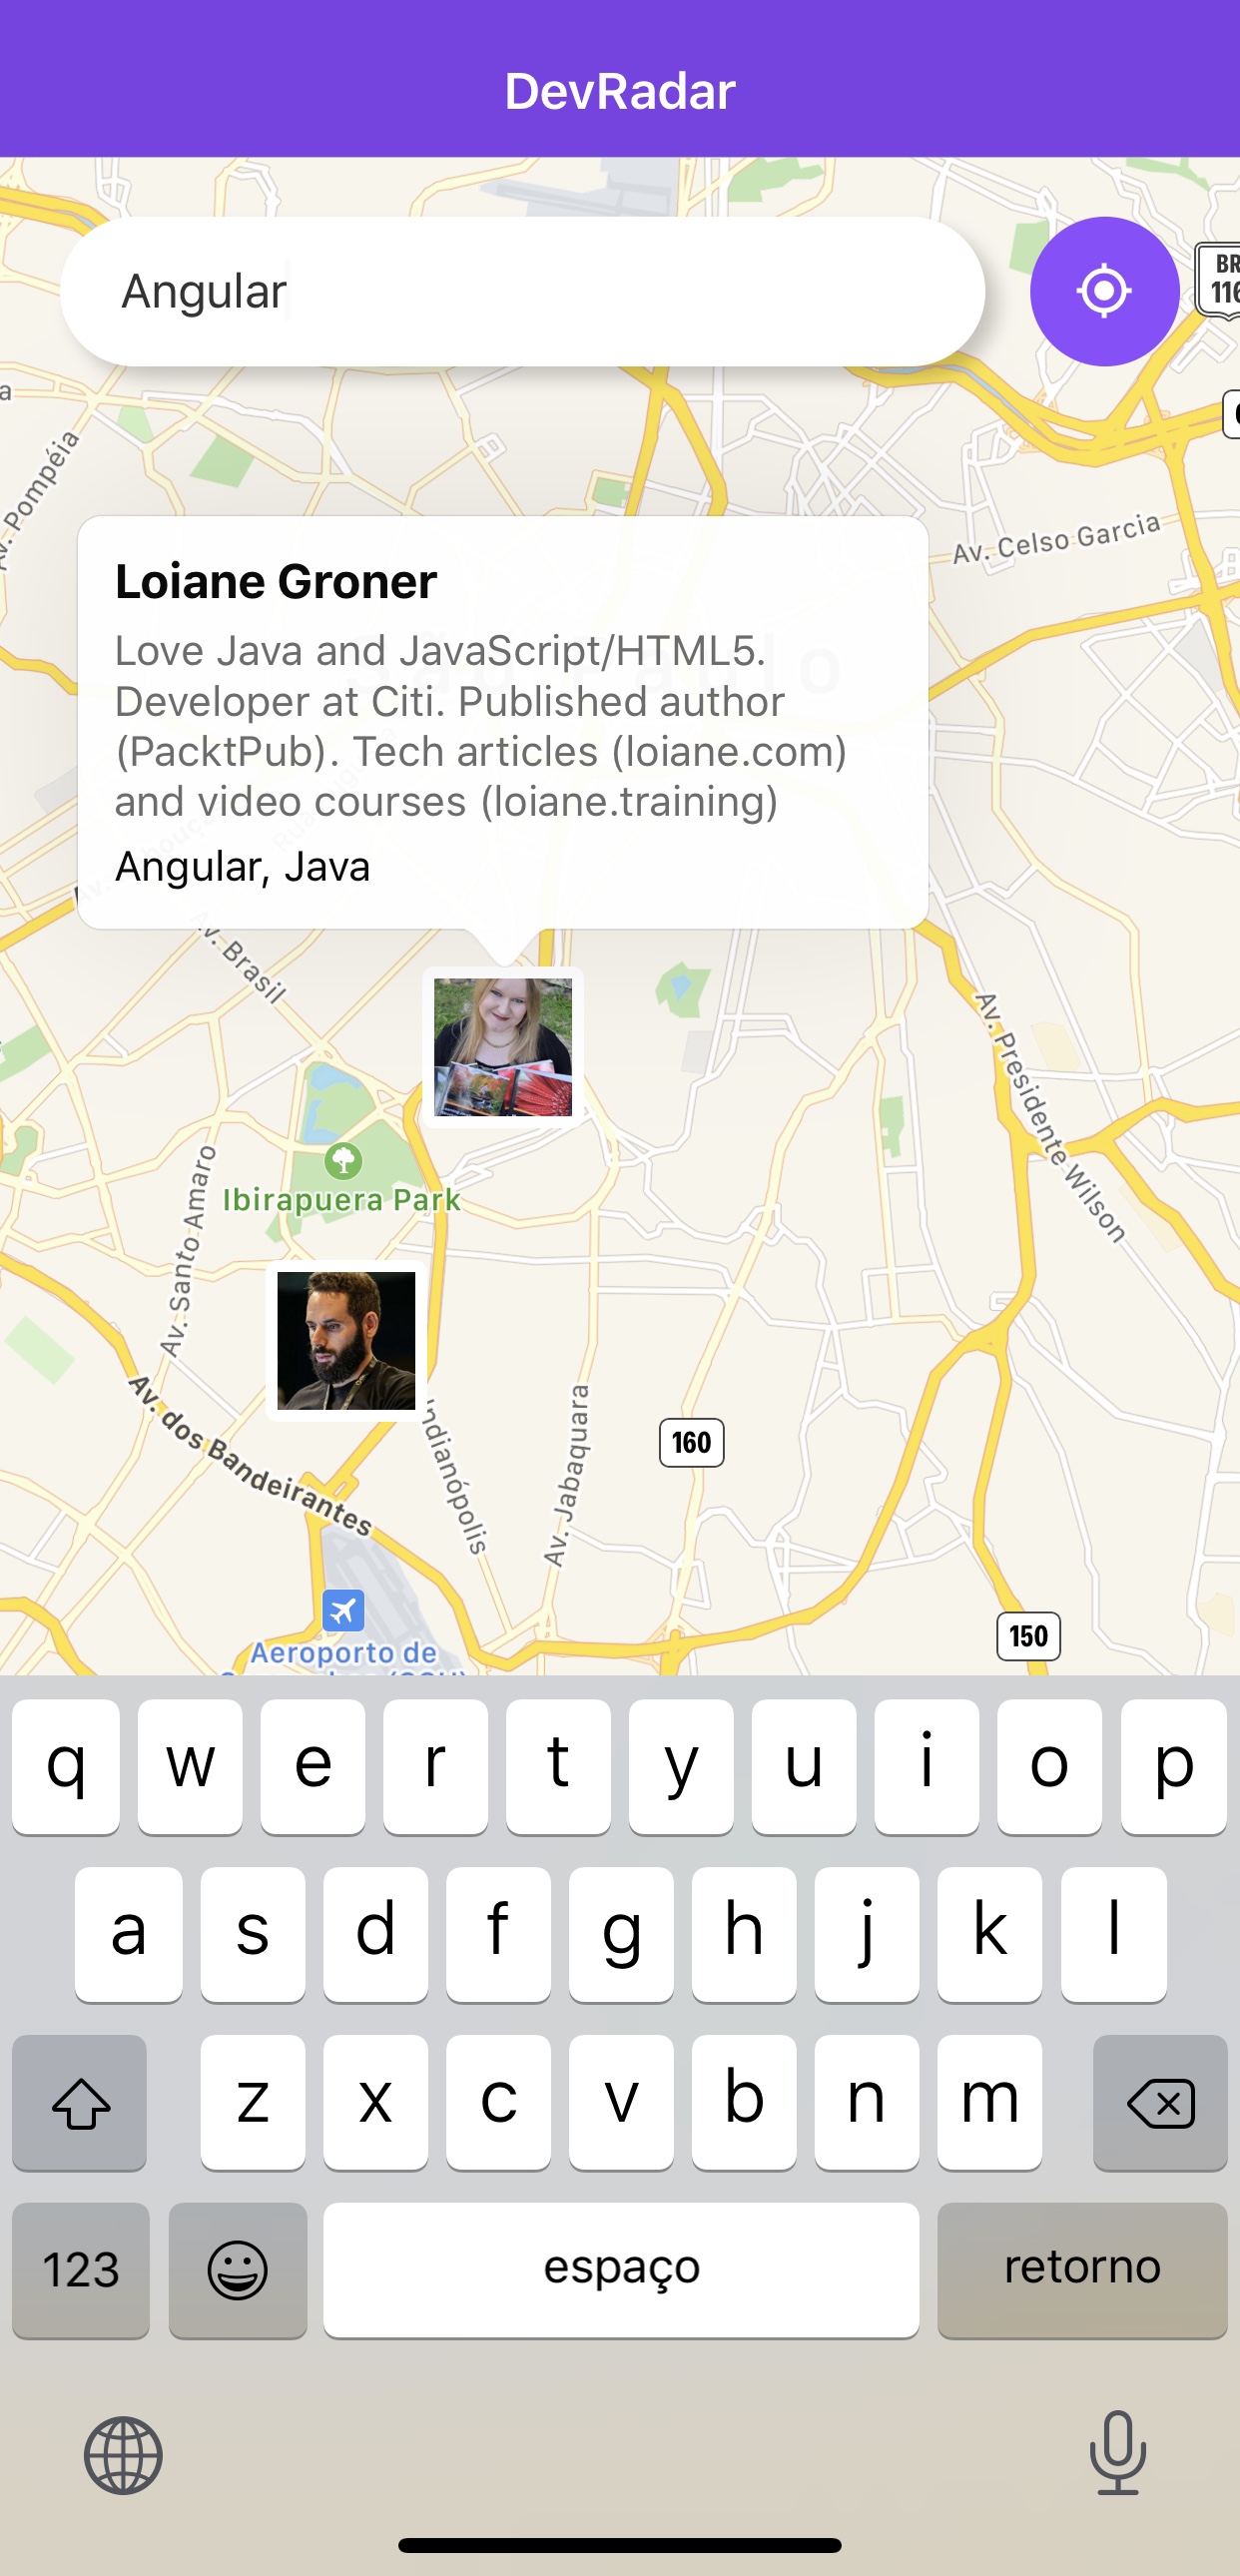 DevRadar
Angular
BR
116
a
Av. Pompéia
Av. Celso Garcia
Loiane Groner
São Paulo
Love Java and JavaScript/HTML5.
Developer at Citi. Published author
(PacktPub). Tech articles (loiane.com)
and video courses (loiane.training)
Angular, Java
Av. Brasil
Av. Presidente Wilson
Ibirapuera Park
Av. Santo Amaro
Av. dos Bandeirantes
Indianópolis
Av. Jabaquara
160
150
Aeroporto de
q w e r t y u i o p
a s d f g h j k l
z x c v b n m
123
espaço
retorno